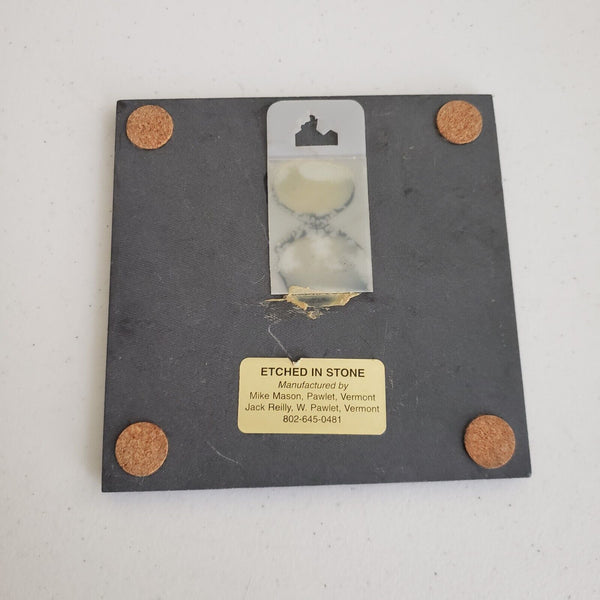 ETCHED IN STONE
Manufactured by
Mike Mason, Pawlet, Vermont
Jack Reilly, W. Pawlet, Vermont
802-645-0481